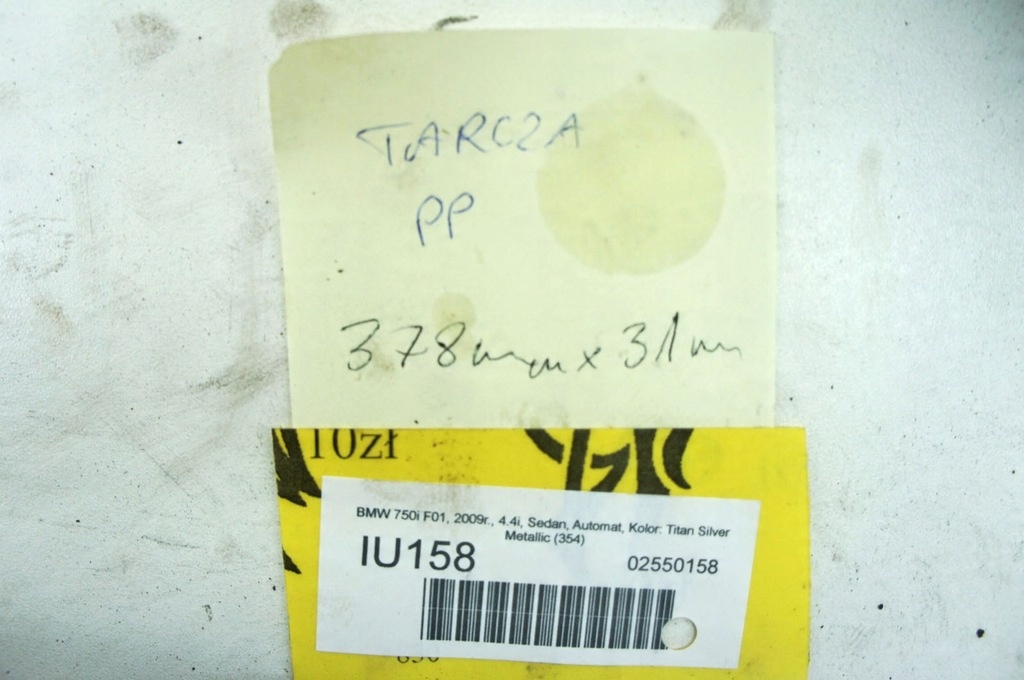 TARCZA
PP
378mm x 31mm
10zł
BMW 750i F01, 2009r., 4.4i, Sedan, Automat, Kolor: Titan Silver
Metallic (354)
IU158
02550158